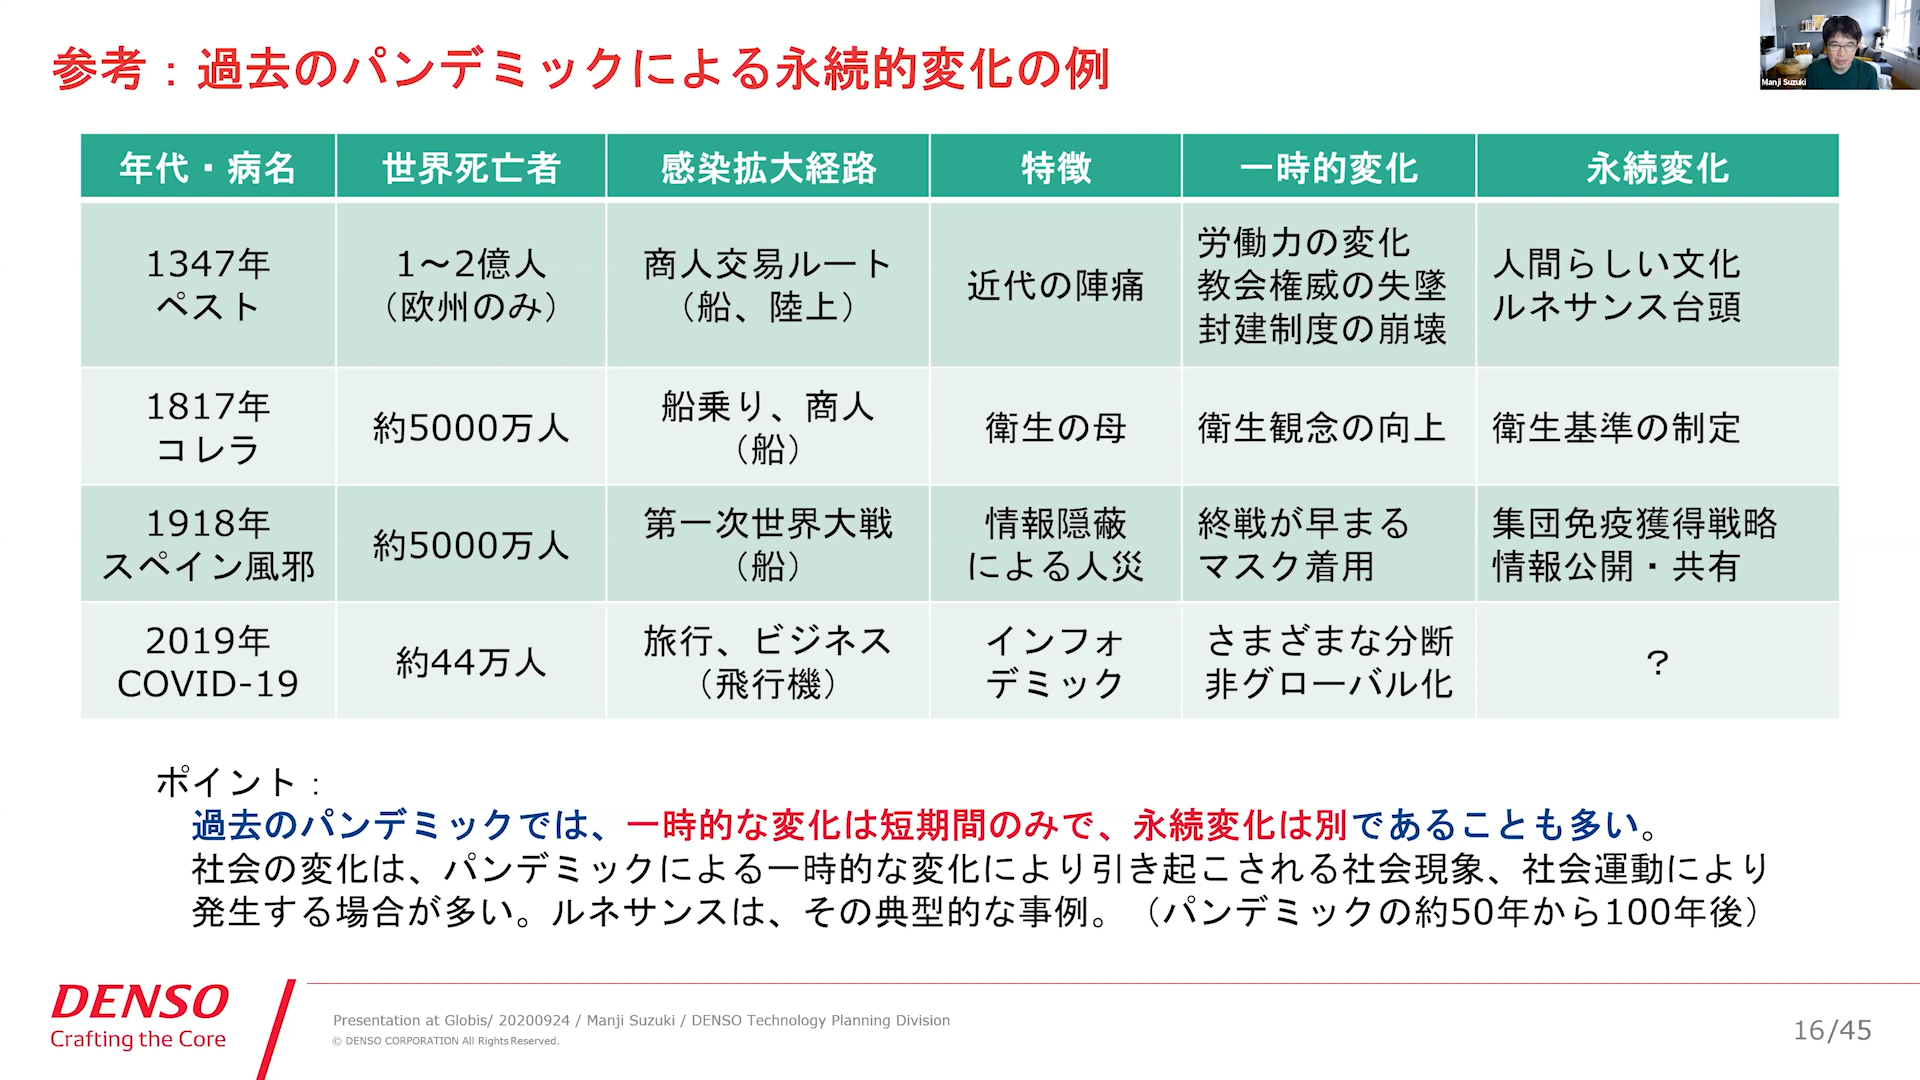 参考：過去のパンデミックによる永続的変化の例
Manji Suzuki
年代・病名
世界死亡者
感染拡大経路
特徴
一時的変化
永続変化
1347年
ペスト
1～2億人
（欧州のみ）
商人交易ルート
（船、陸上）
近代の陣痛
労働力の変化
教会権威の失墜
封建制度の崩壊
人間らしい文化
ルネサンス台頭
1817年
コレラ
約5000万人
船乗り、商人
（船）
衛生の母
衛生観念の向上
衛生基準の制定
1918年
スペイン風邪
約5000万人
第一次世界大戦
（船）
情報隠蔽
による人災
終戦が早まる
マスク着用
集団免疫獲得戦略
情報公開・共有
2019年
COVID-19
約44万人
旅行、ビジネス
（飛行機）
インフォ
デミック
さまざまな分断
非グローバル化
？
ポイント：
過去のパンデミックでは、一時的な変化は短期間のみで、永続変化は別であることも多い。
社会の変化は、パンデミックによる一時的な変化により引き起こされる社会現象、社会運動により
発生する場合が多い。ルネサンスは、その典型的な事例。（パンデミックの約50年から100年後）
DENSO
Crafting the Core
Presentation at Globis/ 20200924 / Manji Suzuki / DENSO Technology Planning Division
© DENSO CORPORATION All Rights Reserved.
16/45